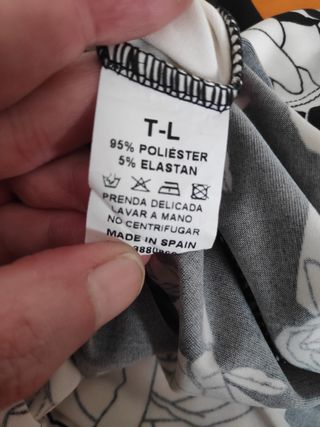 T-L
95% POLIÉSTER
5% ELASTAN
PRENDA DELICADA
LAVAR A MANO
NO CENTRIFUGAR
MADE IN SPAIN